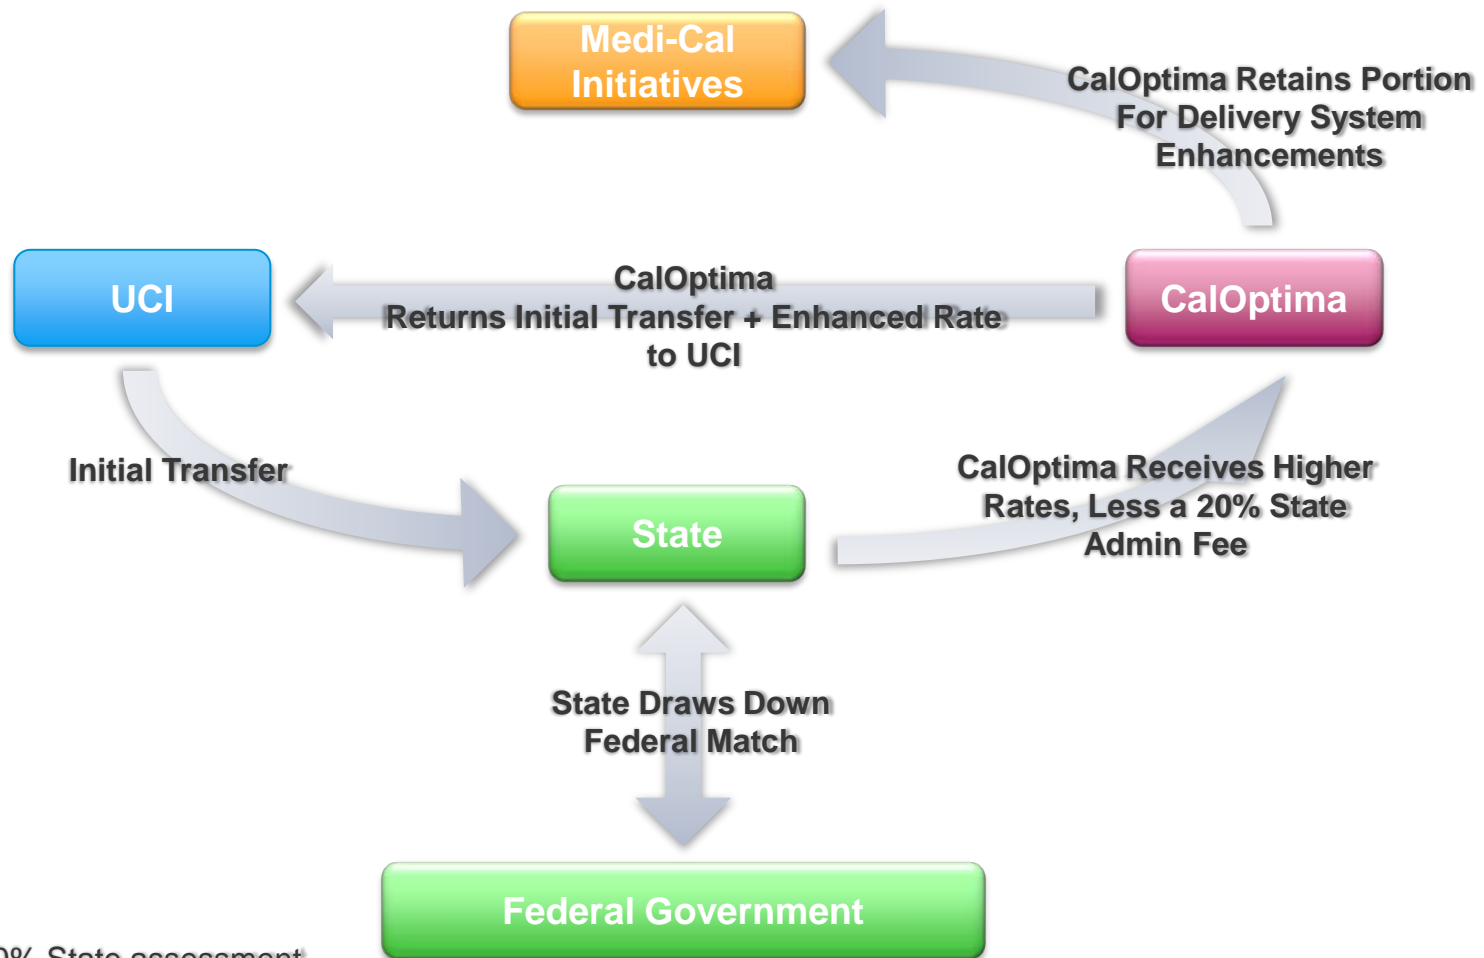 Medi-Cal
Initiatives
CalOptima Retains Portion
For Delivery System
Enhancements
UCI
CalOptima
Returns Initial Transfer + Enhanced Rate
to UCI
CalOptima
Initial Transfer
State
CalOptima Receives Higher
Rates, Less a 20% State
Admin Fee
State Draws Down
Federal Match
Federal Government
State assessment